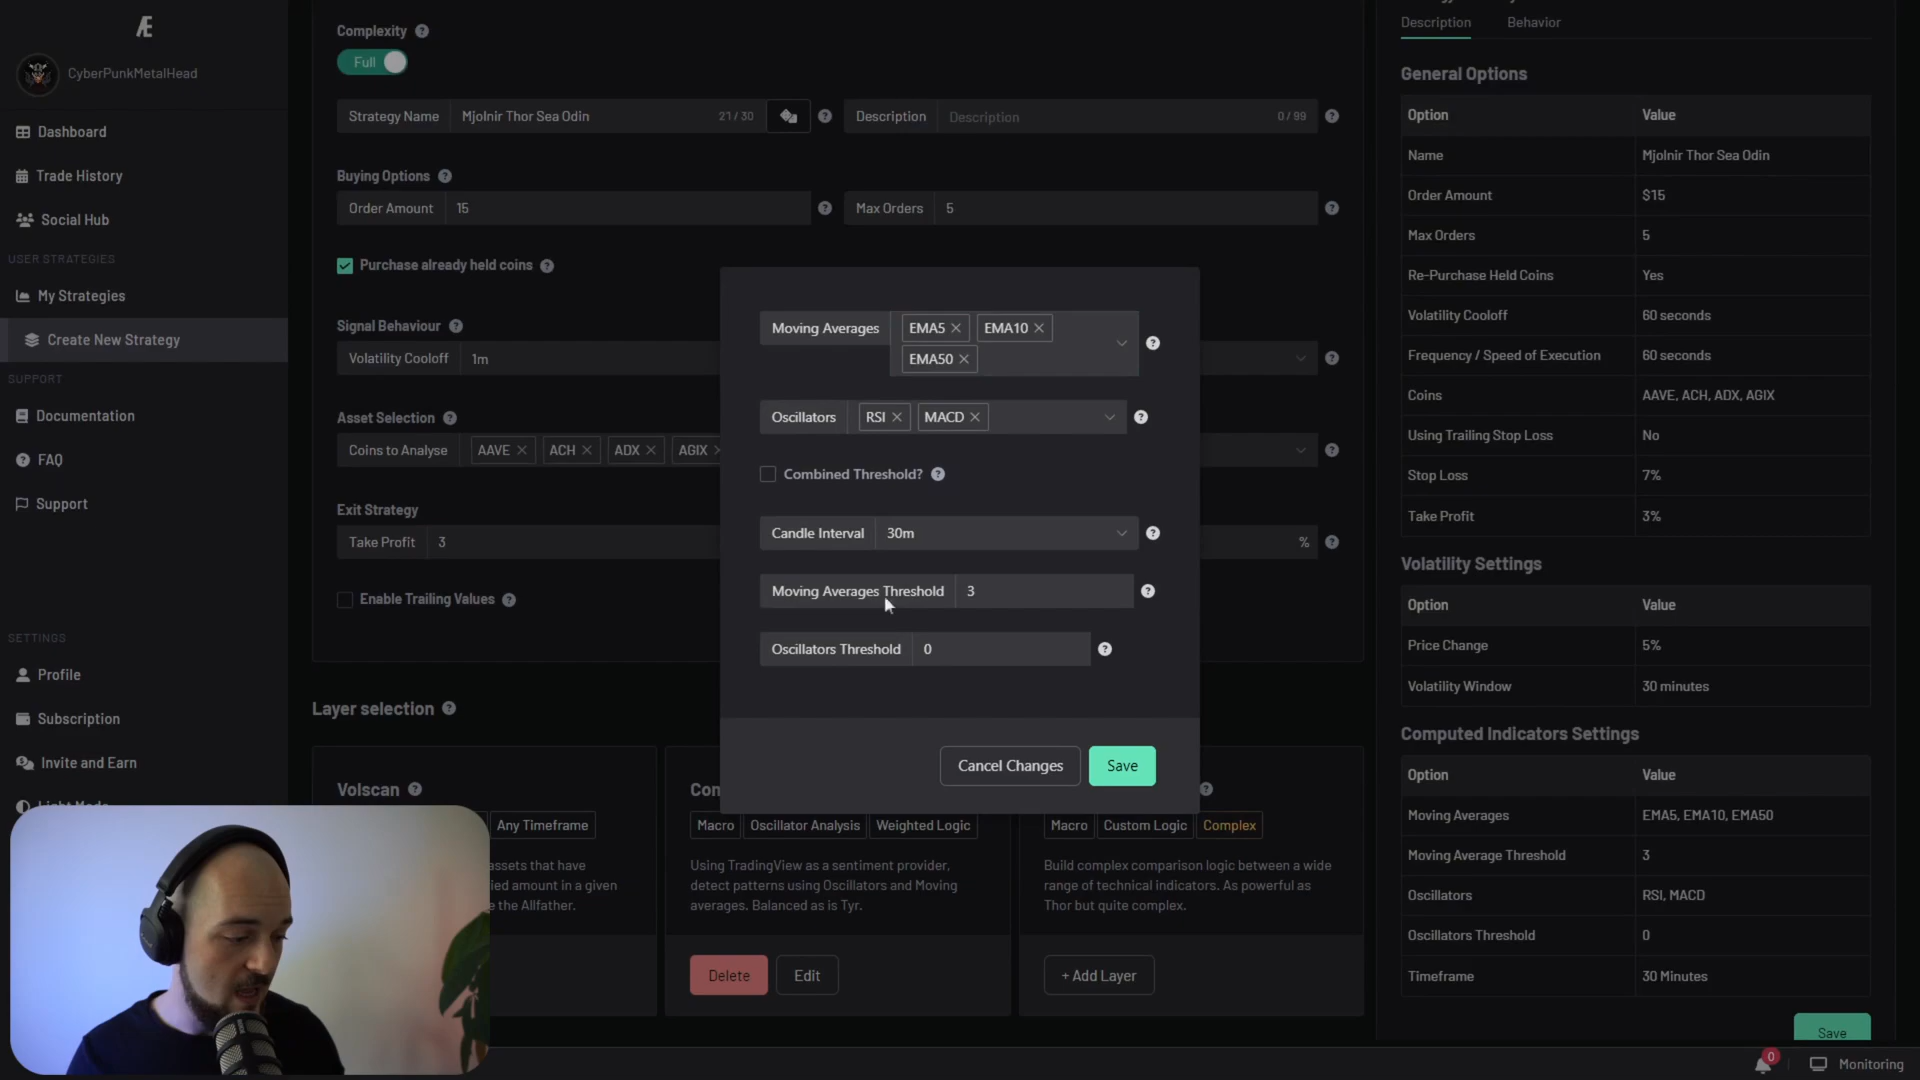 Æ
CyberPunkMetalHead
Dashboard
Trade History
Social Hub
USER STRATEGIES
My Strategies
Create New Strategy
SUPPORT
Documentation
FAQ
Support
SETTINGS
Profile
Subscription
Invite and Earn
Light Mode
Complexity
Full
Strategy Name Mjolnir Thor Sea Odin 21 / 30
Description Description 0 / 99
Buying Options
Order Amount 15
Max Orders 5
Purchase already held coins
Signal Behaviour
Volatility Cooloff 1m
Asset Selection
Coins to Analyse AAVE ACH ADX AGIX
Exit Strategy
Take Profit 3
%
Enable Trailing Values
Layer selection
Volscan
Any Timeframe
assets that have
amount in a given
the Allfather.
Macro Oscillator Analysis Weighted Logic
Using TradingView as a sentiment provider,
detect patterns using Oscillators and Moving
averages. Balanced as is Tyr.
Delete Edit
Macro Custom Logic Complex
Build complex comparison logic between a wide
range of technical indicators. As powerful as
Thor but quite complex.
+ Add Layer
Moving Averages EMA5 EMA10
EMA50
Oscillators RSI MACD
Combined Threshold?
Candle Interval 30m
Moving Averages Threshold 3
Oscillators Threshold 0
Cancel Changes Save
Description Behavior
General Options
Option Value
Name Mjolnir Thor Sea Odin
Order Amount $15
Max Orders 5
Re-Purchase Held Coins Yes
Volatility Cooloff 60 seconds
Frequency / Speed of Execution 60 seconds
Coins AAVE, ACH, ADX, AGIX
Using Trailing Stop Loss No
Stop Loss 7%
Take Profit 3%
Volatility Settings
Option Value
Price Change 5%
Volatility Window 30 minutes
Computed Indicators Settings
Option Value
Moving Averages EMA5, EMA10, EMA50
Moving Average Threshold 3
Oscillators RSI, MACD
Oscillators Threshold 0
Timeframe 30 Minutes
Save
0
Monitoring